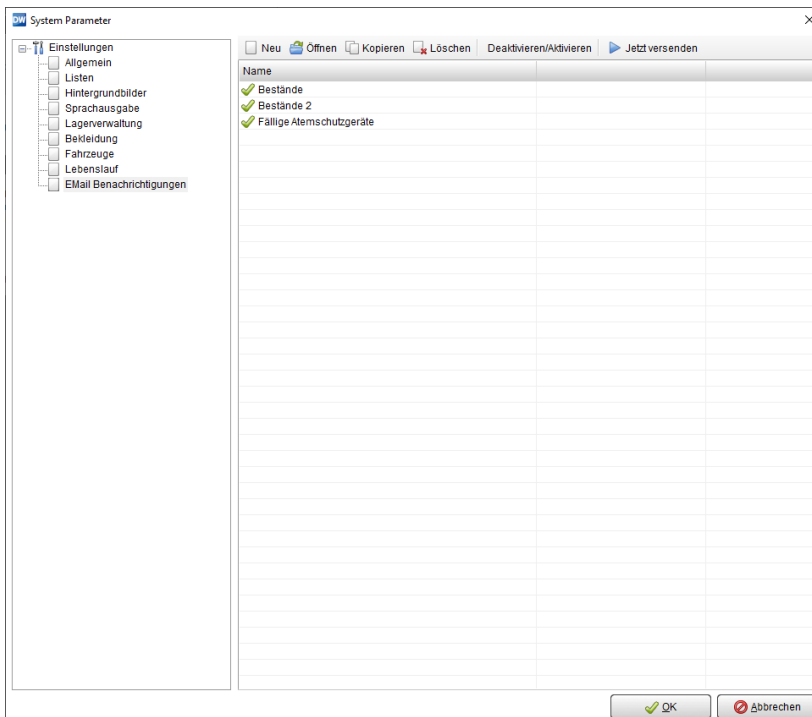 DW System Parameter
Einstellungen
Allgemein
Listen
Hintergrundbilder
Sprachausgabe
Lagerverwaltung
Bekleidung
Fahrzeuge
Lebenslauf
EMail Benachrichtigungen
Neu Öffnen Kopieren Löschen Deaktivieren/Aktivieren Jetzt versenden
Name
Bestände
Bestände 2
Fällige Atemschutzgeräte
OK Abbrechen